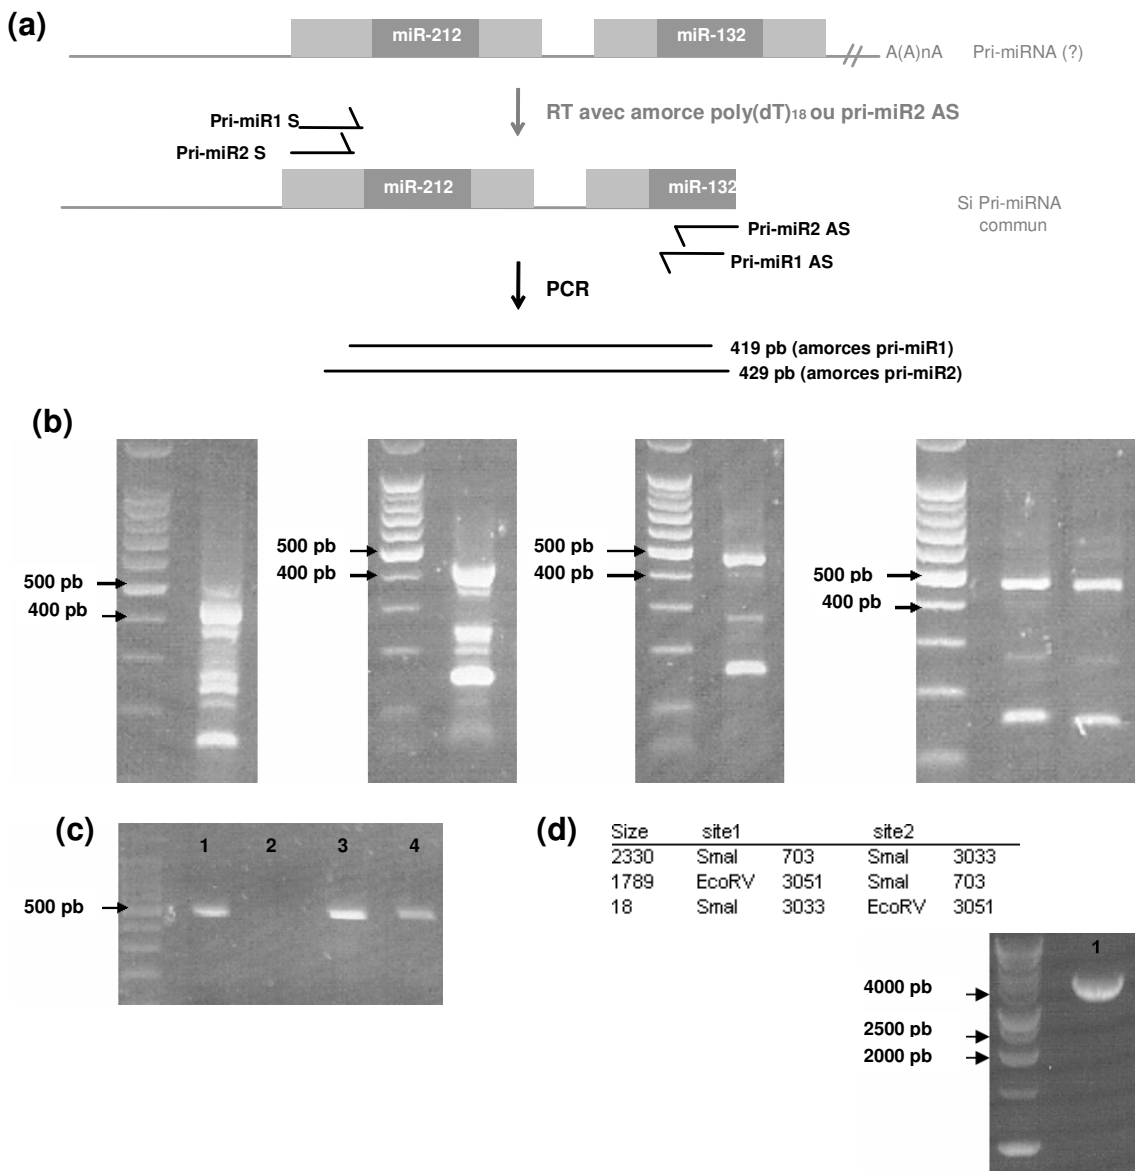 (a)
miR-212 miR-132
A(A)nA Pri-miRNA (?)
RT avec amorce poly(dT)18 ou pri-miR2 AS
Pri-miR1 S
Pri-miR2 S
miR-212 miR-132
Si Pri-miRNA
commun
Pri-miR2 AS
Pri-miR1 AS
PCR
419 pb (amorces pri-miR1)
429 pb (amorces pri-miR2)
(b)
500 pb
400 pb
500 pb
400 pb
500 pb
400 pb
500 pb
400 pb
(c)
1 2 3 4
500 pb
(d)
Size site1 site2
2330 SmaI 703 SmaI 3033
1789 EcoRV 3051 SmaI 703
18 SmaI 3033 EcoRV 3051
1
4000 pb
2500 pb
2000 pb